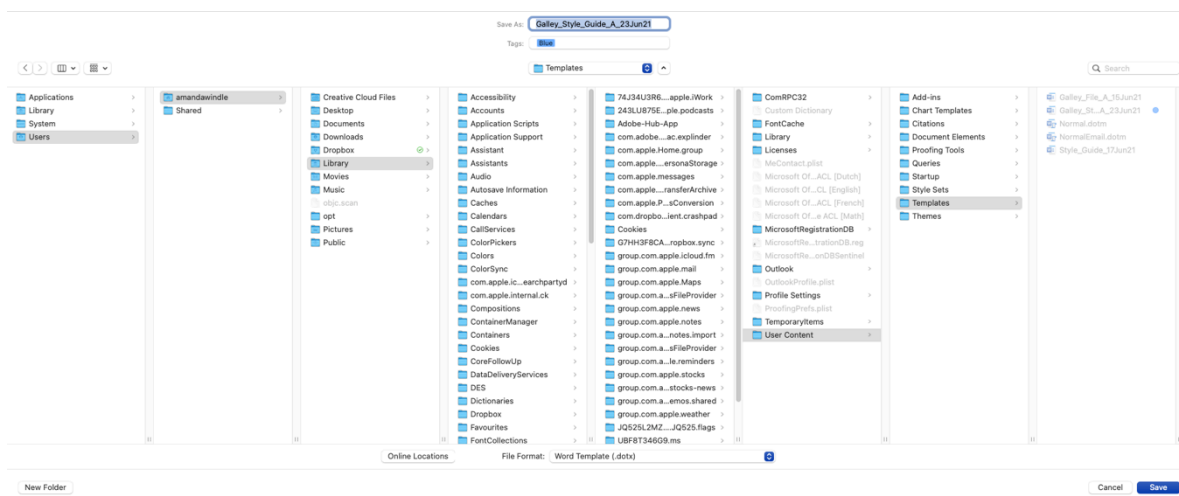 Save As: Galley_Style_Guide_A_23Jun21
Tags: Blue
Templates
Search
Applications
Library
System
Users
amandawindle
Shared
Creative Cloud Files
Desktop
Documents
Downloads
Dropbox
Library
Movies
Music
objc.scan
opt
Pictures
Public
Accessibility
Accounts
Application Scripts
Application Support
Assistant
Assistants
Audio
Autosave Information
Caches
Calendars
CallServices
ColorPickers
Colors
ColorSync
com.apple.ic...earchpartyd
com.apple.internal.ck
Compositions
ContainerManager
Containers
Cookies
CoreFollowUp
DataDeliveryServices
DES
Dictionaries
Dropbox
Favourites
FontCollections
74J34U3R6....apple.iWork
243LU875E...ple.podcasts
Adobe-Hub-App
com.adobe....ac.explinder
com.apple.Home.group
com.apple....ersonaStorage
com.apple.messages
com.apple....ransferArchive
com.apple.P...sConversion
com.dropbo...ient.crashpad
Cookies
G7HH3F8CA...ropbox.sync
group.com.apple.icloud.fm
group.com.apple.mail
group.com.apple.Maps
group.com.a...sFileProvider
group.com.apple.news
group.com.apple.notes
group.com.a...notes.import
group.com.a...sFileProvider
group.com.a...le.reminders
group.com.apple.stocks
group.com.a...stocks-news
group.com.a...emos.shared
group.com.apple.weather
JQ525L2MZ....JQ525.flags
UBF8T346G9.ms
ComRPC32
Custom Dictionary
FontCache
Library
Licenses
MeContact.plist
Microsoft Of...ACL [Dutch]
Microsoft Of...CL [English]
Microsoft Of...ACL [French]
Microsoft Of...e ACL [Math]
MicrosoftRegistrationDB
MicrosoftRe...trationDB.reg
MicrosoftRe...onDBSentinel
Outlook
OutlookProfile.plist
Profile Settings
ProofingPrefs.plist
TemporaryItems
User Content
Add-ins
Chart Templates
Citations
Document Elements
Proofing Tools
Queries
Startup
Style Sets
Templates
Themes
Galley_File_A_15Jun21
Galley_St...A_23Jun21
Normal.dotm
NormalEmail.dotm
Style_Guide_17Jun21
Online Locations
File Format: Word Template (.dotx)
New Folder
Cancel
Save